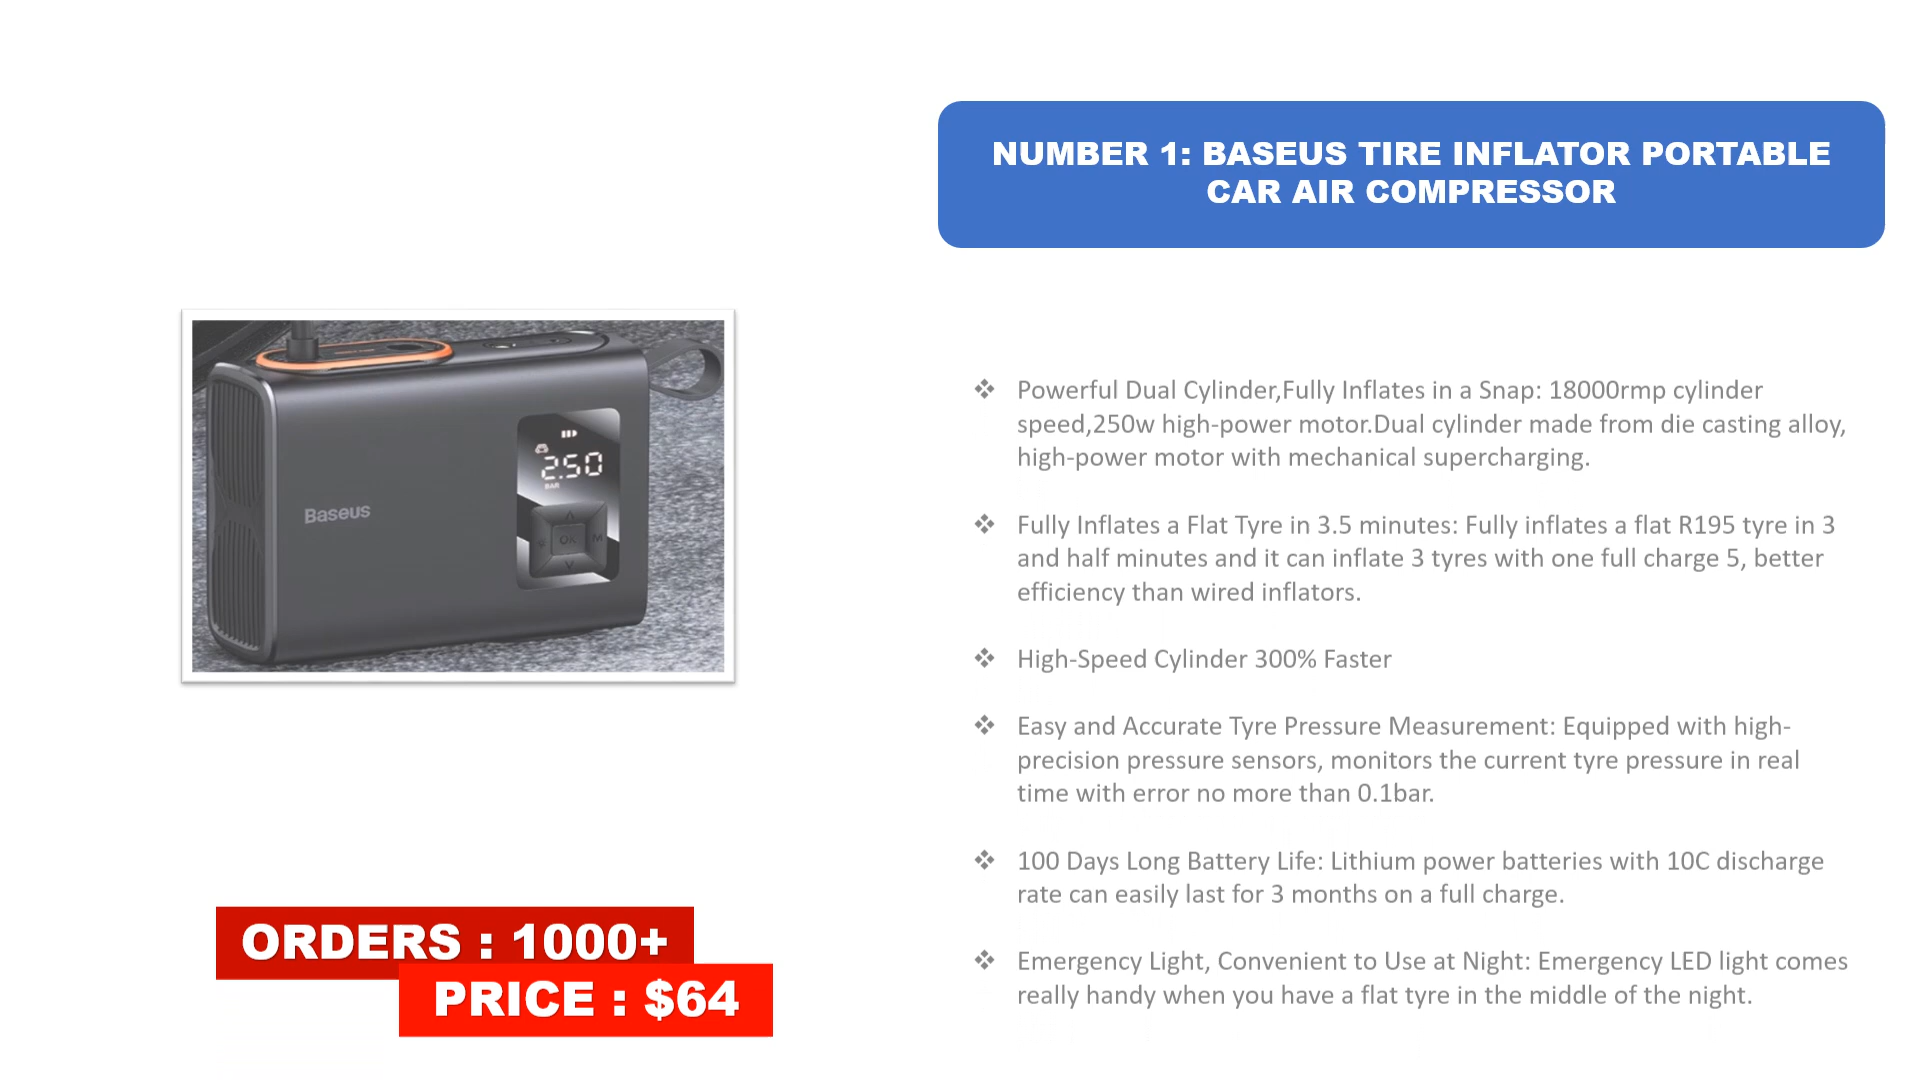 NUMBER 1: BASEUS TIRE INFLATOR PORTABLE
CAR AIR COMPRESSOR
2.50
BAR
Baseus
OK
M
Powerful Dual Cylinder,Fully Inflates in a Snap: 18000rmp cylinder
speed,250w high-power motor.Dual cylinder made from die casting alloy,
high-power motor with mechanical supercharging.
Fully Inflates a Flat Tyre in 3.5 minutes: Fully inflates a flat R195 tyre in 3
and half minutes and it can inflate 3 tyres with one full charge 5, better
efficiency than wired inflators.
High-Speed Cylinder 300% Faster
Easy and Accurate Tyre Pressure Measurement: Equipped with high-
precision pressure sensors, monitors the current tyre pressure in real
time with error no more than 0.1bar.
100 Days Long Battery Life: Lithium power batteries with 10C discharge
rate can easily last for 3 months on a full charge.
Emergency Light, Convenient to Use at Night: Emergency LED light comes
really handy when you have a flat tyre in the middle of the night.
ORDERS : 1000+
PRICE : $64